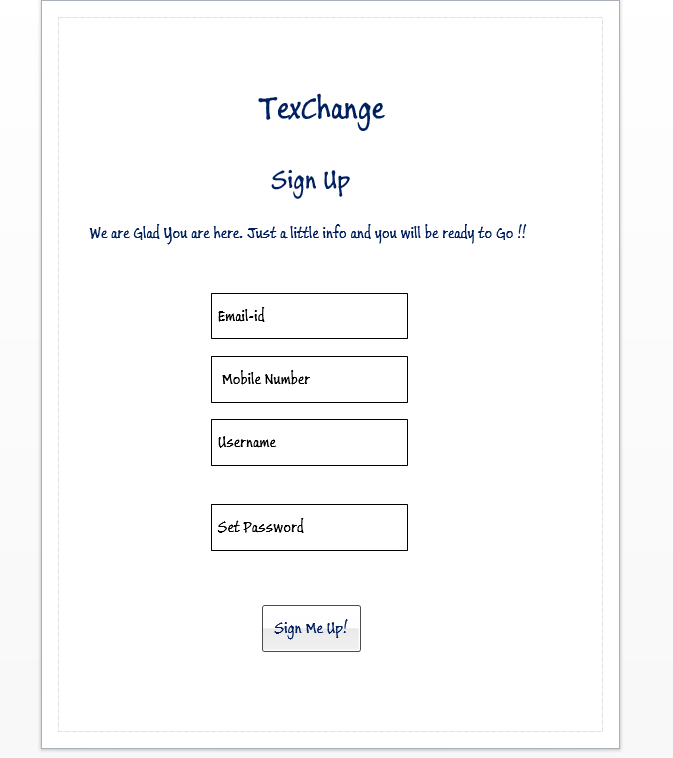 TexChange
Sign Up
We are Glad You are here. Just a little info and you will be ready to Go !!
Email-id
Mobile Number
Username
Set Password
Sign Me Up!